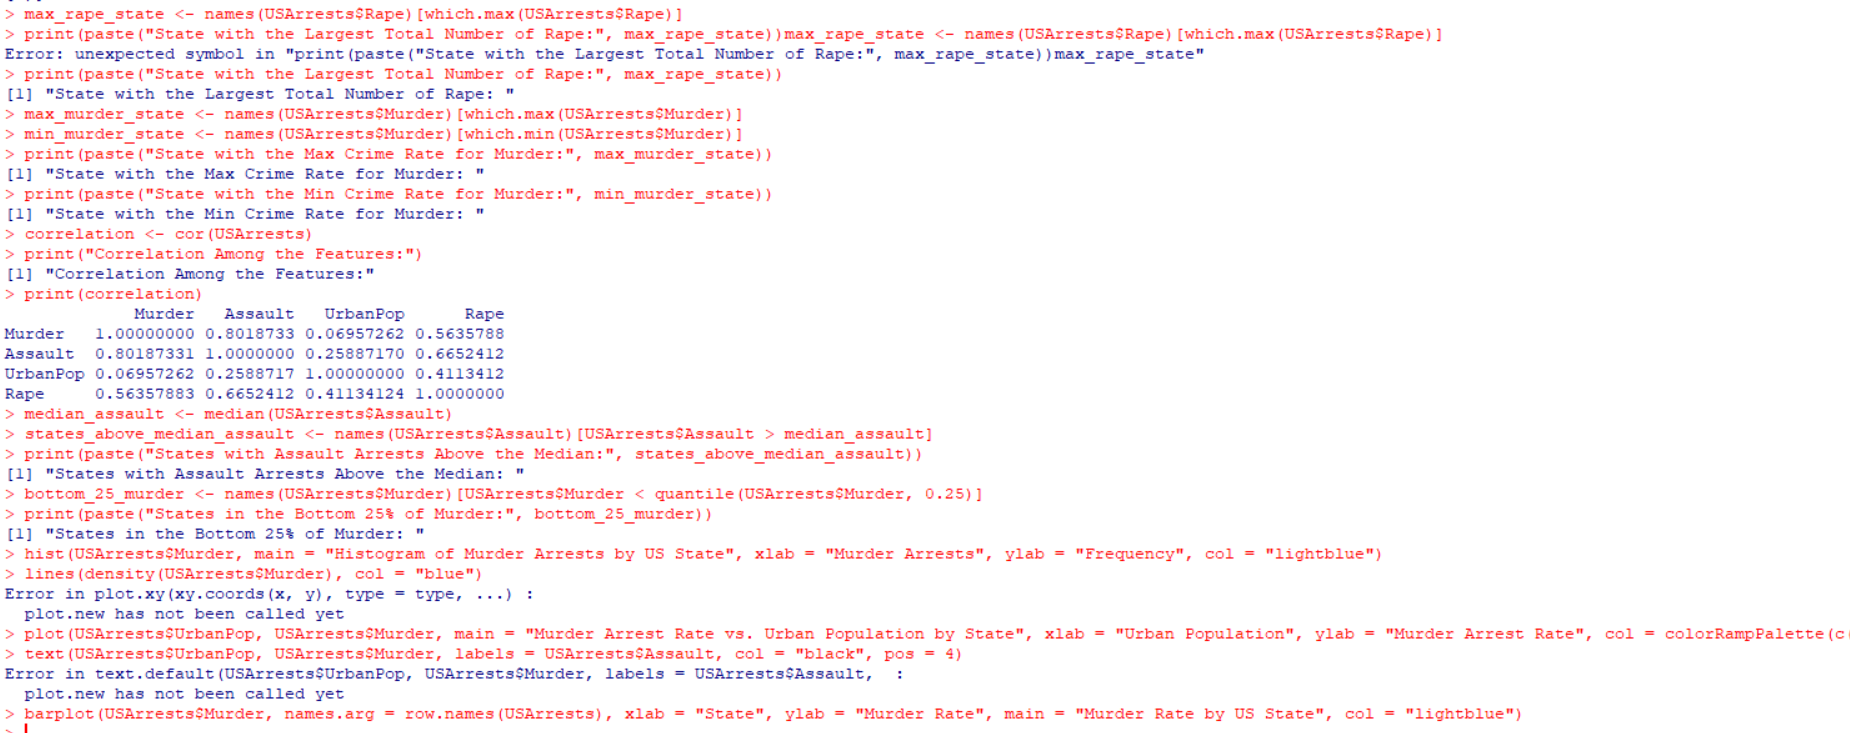 > max_rape_state <- names(USArrests$Rape)[which.max(USArrests$Rape)]
> print(paste("State with the Largest Total Number of Rape:", max_rape_state))max_rape_state <- names(USArrests$Rape)[which.max(USArrests$Rape)]
Error: unexpected symbol in "print(paste("State with the Largest Total Number of Rape:", max_rape_state))max_rape_state"
> print(paste("State with the Largest Total Number of Rape:", max_rape_state))
[1] "State with the Largest Total Number of Rape: "
> max_murder_state <- names(USArrests$Murder)[which.max(USArrests$Murder)]
> min_murder_state <- names(USArrests$Murder)[which.min(USArrests$Murder)]
> print(paste("State with the Max Crime Rate for Murder:", max_murder_state))
[1] "State with the Max Crime Rate for Murder: "
> print(paste("State with the Min Crime Rate for Murder:", min_murder_state))
[1] "State with the Min Crime Rate for Murder: "
> correlation <- cor(USArrests)
> print("Correlation Among the Features:")
[1] "Correlation Among the Features:"
> print(correlation)
             Murder   Assault   UrbanPop      Rape
Murder   1.00000000 0.8018733 0.06957262 0.5635788
Assault  0.80187331 1.0000000 0.25887170 0.6652412
UrbanPop 0.06957262 0.2588717 1.00000000 0.4113412
Rape     0.56357883 0.6652412 0.41134124 1.0000000
> median_assault <- median(USArrests$Assault)
> states_above_median_assault <- names(USArrests$Assault)[USArrests$Assault > median_assault]
> print(paste("States with Assault Arrests Above the Median:", states_above_median_assault))
[1] "States with Assault Arrests Above the Median: "
> bottom_25_murder <- names(USArrests$Murder)[USArrests$Murder < quantile(USArrests$Murder, 0.25)]
> print(paste("States in the Bottom 25% of Murder:", bottom_25_murder))
[1] "States in the Bottom 25% of Murder: "
> hist(USArrests$Murder, main = "Histogram of Murder Arrests by US State", xlab = "Murder Arrests", ylab = "Frequency", col = "lightblue")
> lines(density(USArrests$Murder), col = "blue")
Error in plot.xy(xy.coords(x, y), type = type, ...) :
  plot.new has not been called yet
> plot(USArrests$UrbanPop, USArrests$Murder, main = "Murder Arrest Rate vs. Urban Population by State", xlab = "Urban Population", ylab = "Murder Arrest Rate", col = colorRampPalette(c(
> text(USArrests$UrbanPop, USArrests$Murder, labels = USArrests$Assault, col = "black", pos = 4)
Error in text.default(USArrests$UrbanPop, USArrests$Murder, labels = USArrests$Assault,  :
  plot.new has not been called yet
> barplot(USArrests$Murder, names.arg = row.names(USArrests), xlab = "State", ylab = "Murder Rate", main = "Murder Rate by US State", col = "lightblue")
>